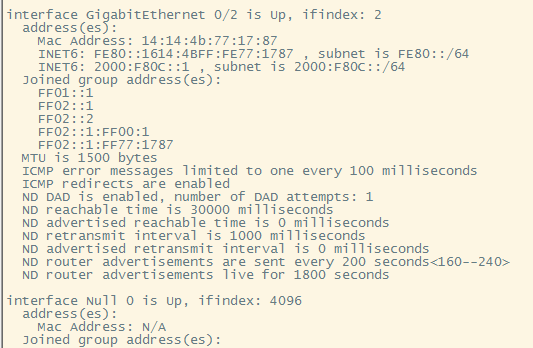 interface GigabitEthernet 0/2 is Up, ifindex: 2
address(es):
Mac Address: 14:14:4b:77:17:87
INET6: FE80::1614:4BFF:FE77:1787 , subnet is FE80::/64
INET6: 2000:F80C::1 , subnet is 2000:F80C::/64
Joined group address(es):
FF01::1
FF02::1
FF02::2
FF02::1:FF00:1
FF02::1:FF77:1787
MTU is 1500 bytes
ICMP error messages limited to one every 100 milliseconds
ICMP redirects are enabled
ND DAD is enabled, number of DAD attempts: 1
ND reachable time is 30000 milliseconds
ND advertised reachable time is 0 milliseconds
ND retransmit interval is 1000 milliseconds
ND advertised retransmit interval is 0 milliseconds
ND router advertisements are sent every 200 seconds<160--240>
ND router advertisements live for 1800 seconds
interface Null 0 is Up, ifindex: 4096
address(es):
Mac Address: N/A
Joined group address(es):